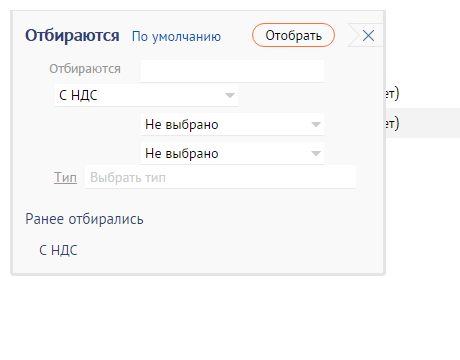 Отбираются По умолчанию Отобрать
Отбираются
С НДС
ет)
Не выбрано
ет)
Не выбрано
Тип Выбрать тип
Ранее отбирались
С НДС